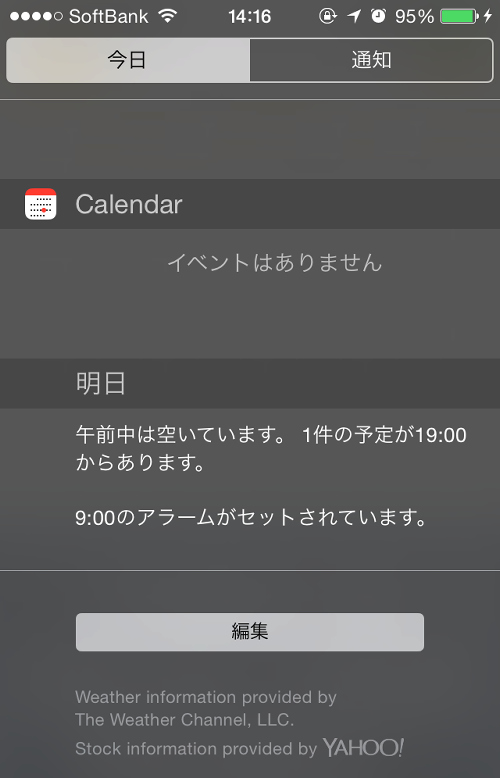 SoftBank 14:16 95%
今日 通知
Calendar
イベントはありません
明日
午前中は空いています。 1件の予定が19:00
からあります。
9:00のアラームがセットされています。
編集
Weather information provided by
The Weather Channel, LLC.
Stock information provided by YAHOO!